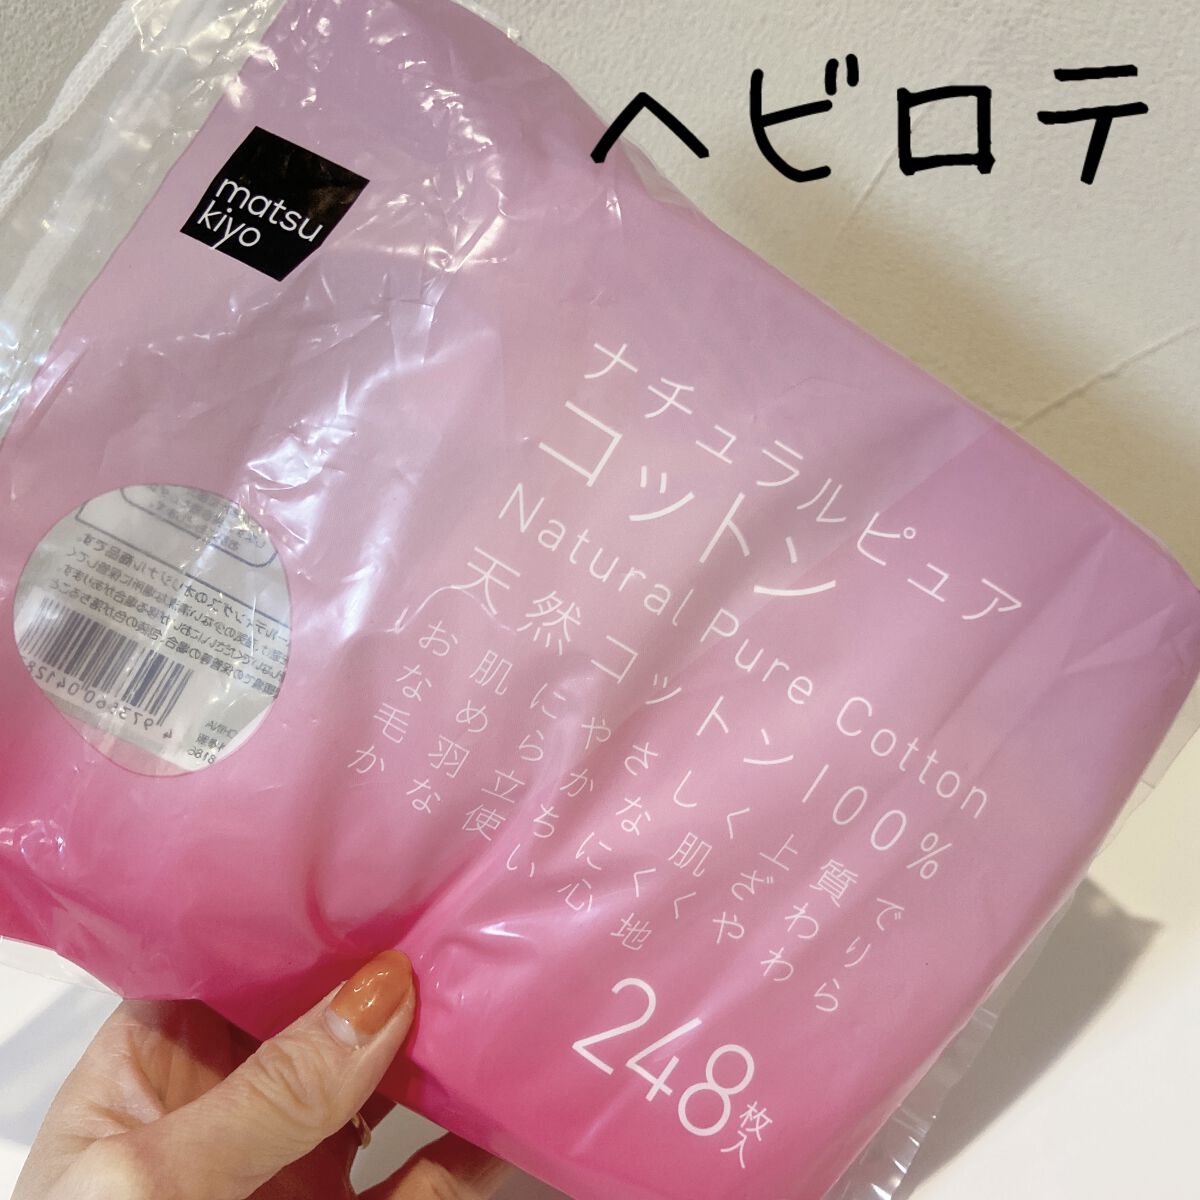 ヘビロテ
matsu
kiyo
ナチュラルピュア
コットン
Natural Pure Cotton
天然コットン100%
お肌にやさしく上質で
なめらかな肌ざわり
毛羽立ちにくくやわら
かな使い心地
248枚入